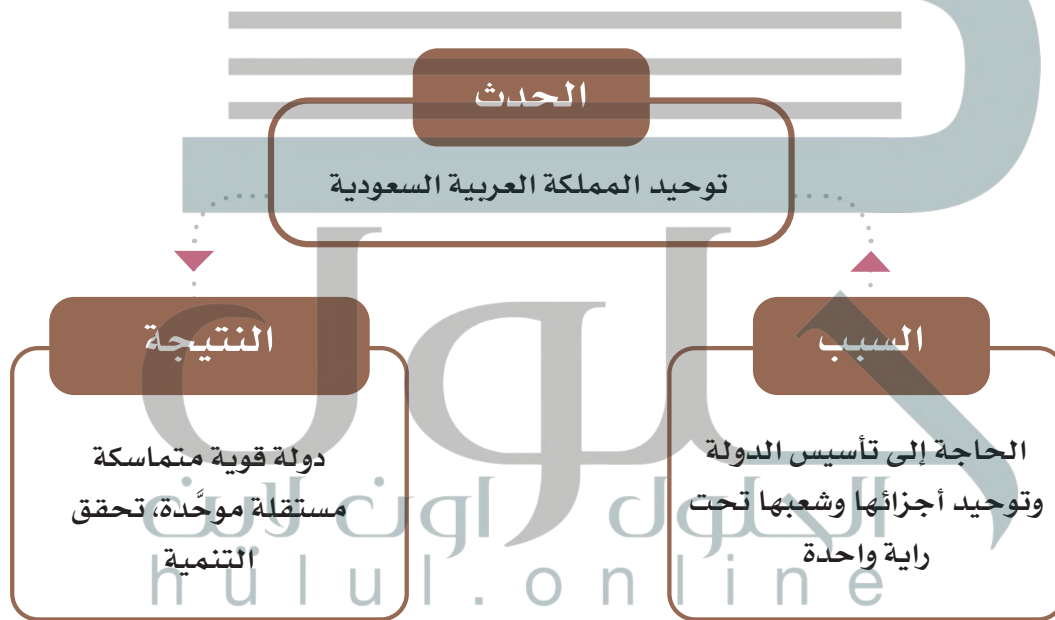 الحدث
توحيد المملكة العربية السعودية
السبب
الحاجة إلى تأسيس الدولة
وتوحيد أجزائها وشعبها تحت
راية واحدة
النتيجة
دولة قوية متماسكة
مستقلة موحَّدة، تحقق
التنمية
حلول
الحلول اون لاين
hulul.online